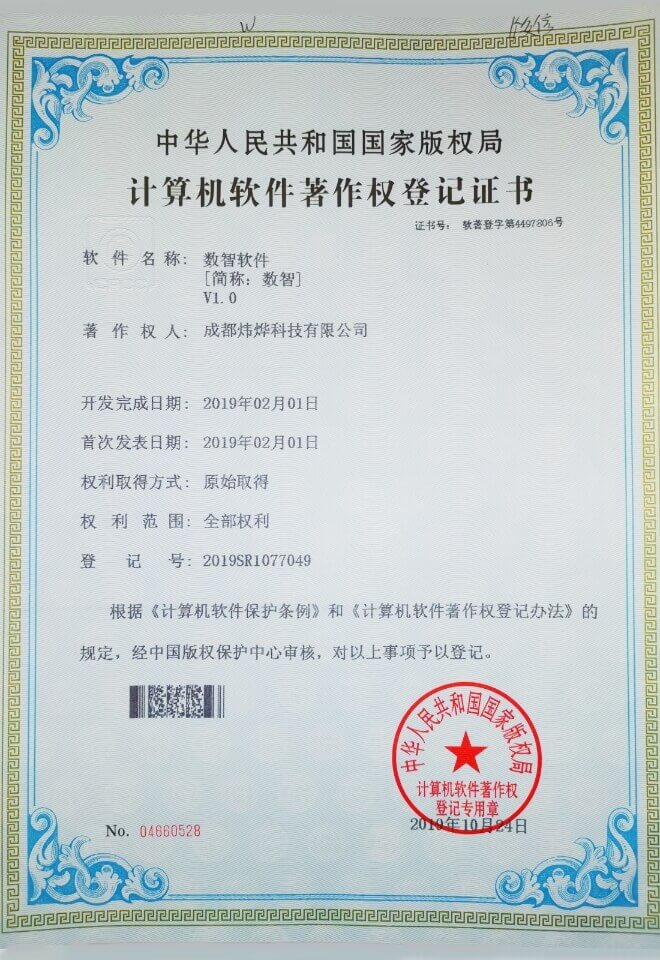 W
中华人民共和国国家版权局
计算机软件著作权登记证书
证书号： 软著登字第4497806号
软件名称： 数智软件
[简称：数智]
V1.0
著作权人： 成都炜烨科技有限公司
开发完成日期： 2019年02月01日
首次发表日期： 2019年02月01日
权利取得方式： 原始取得
权利范围： 全部权利
登记号： 2019SR1077049
根据《计算机软件保护条例》和《计算机软件著作权登记办法》的
规定，经中国版权保护中心审核，对以上事项予以登记。
中华人民共和国国家版权局
计算机软件著作权
登记专用章
No. 04660528
2019年10月24日